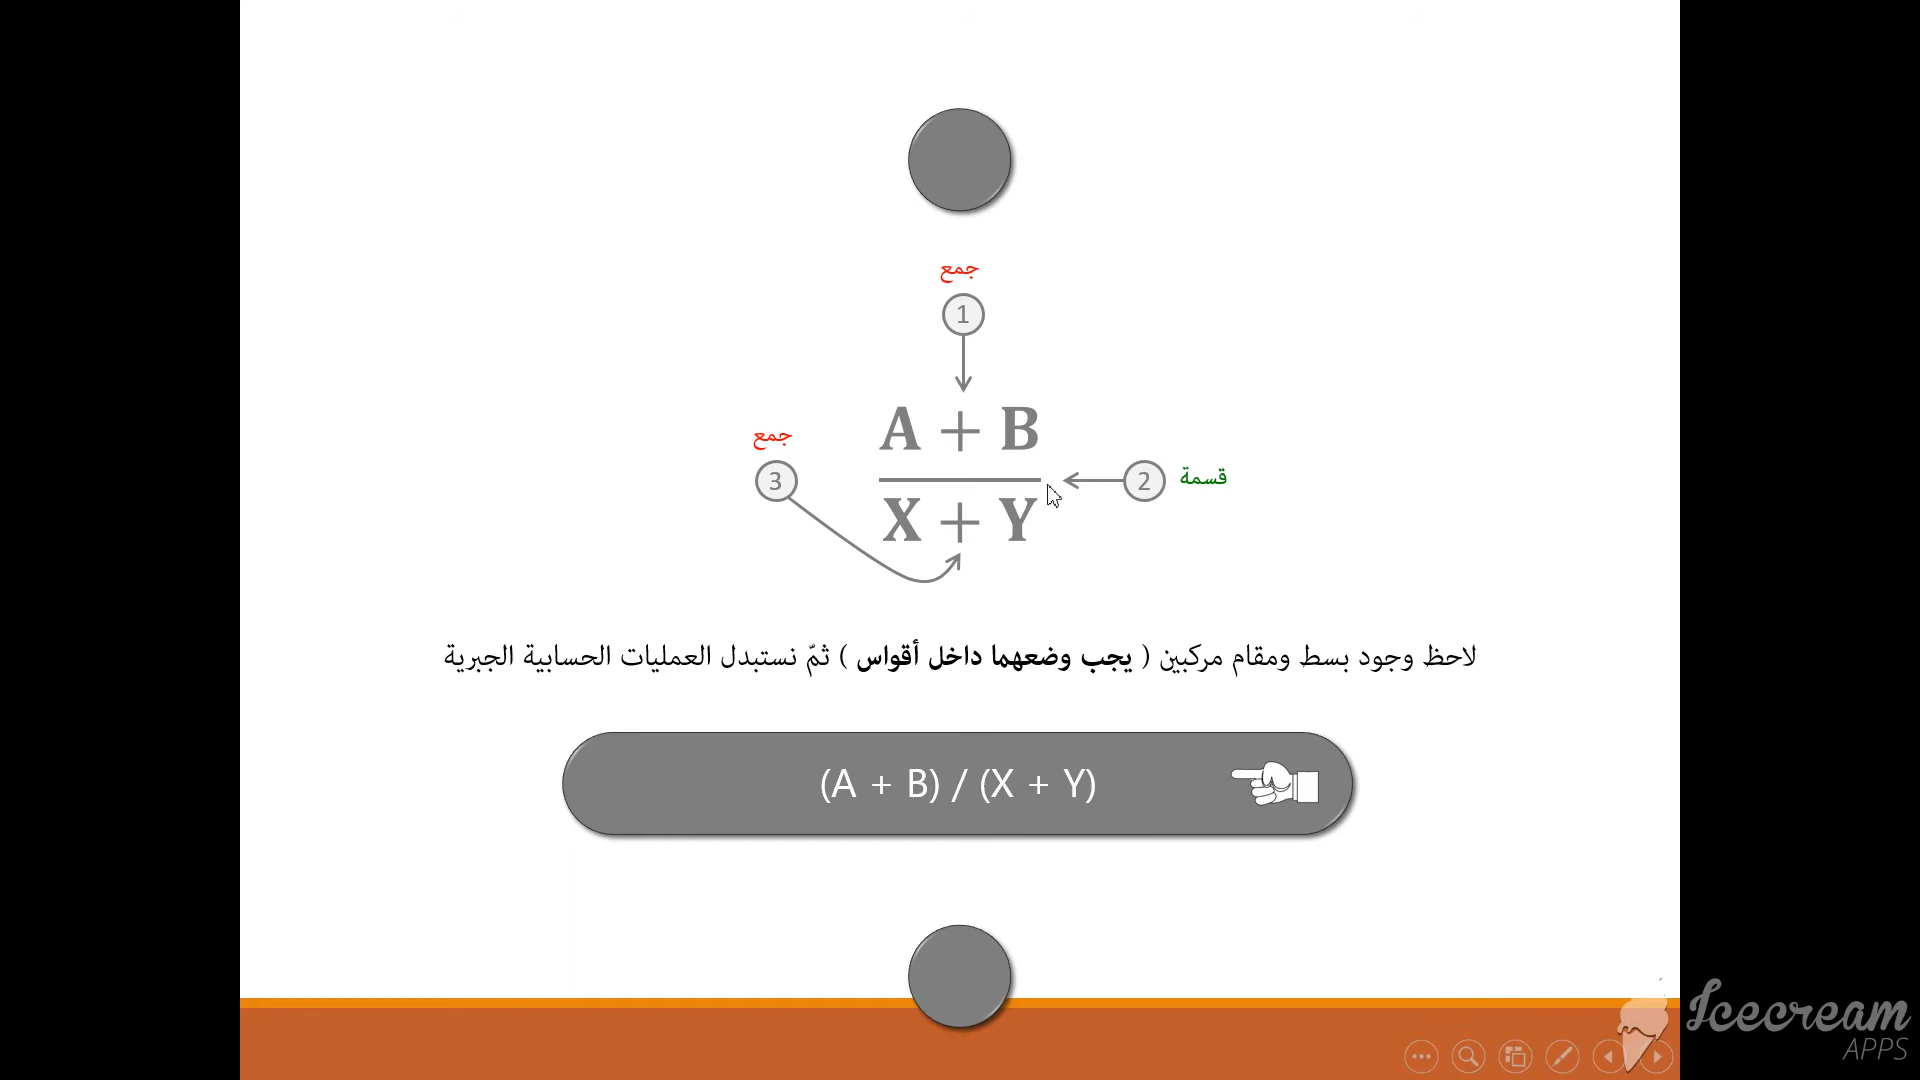 جمع
1
A + B
جمع
3
2
قسمة
X + Y
لاحظ وجود بسط ومقام مركبين ( يجب وضعهما داخل أقواس ) ثمّ نستبدل العمليات الحسابية الجبرية
(A + B) / (X + Y)
Icecream
APPS